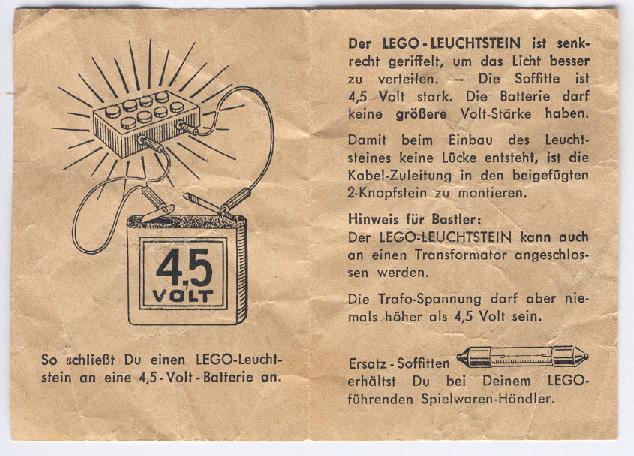 4,5
VOLT
So schließt Du einen LEGO-Leucht-
stein an eine 4,5-Volt-Batterie an.
Der LEGO-LEUCHTSTEIN ist senk-
recht geriffelt, um das Licht besser
zu verteilen. – Die Soffitte ist
4,5 Volt stark. Die Batterie darf
keine größere Volt-Stärke haben.
Damit beim Einbau des Leucht-
steines keine Lücke entsteht, ist die
Kabel-Zuleitung in den beigefügten
2-Knopfstein zu montieren.
Hinweis für Bastler:
Der LEGO-LEUCHTSTEIN kann auch
an einen Transformator angeschlos-
sen werden.
Die Trafo-Spannung darf aber nie-
mals höher als 4,5 Volt sein.
Ersatz-Soffitten
erhältst Du bei Deinem LEGO-
führenden Spielwaren-Händler.